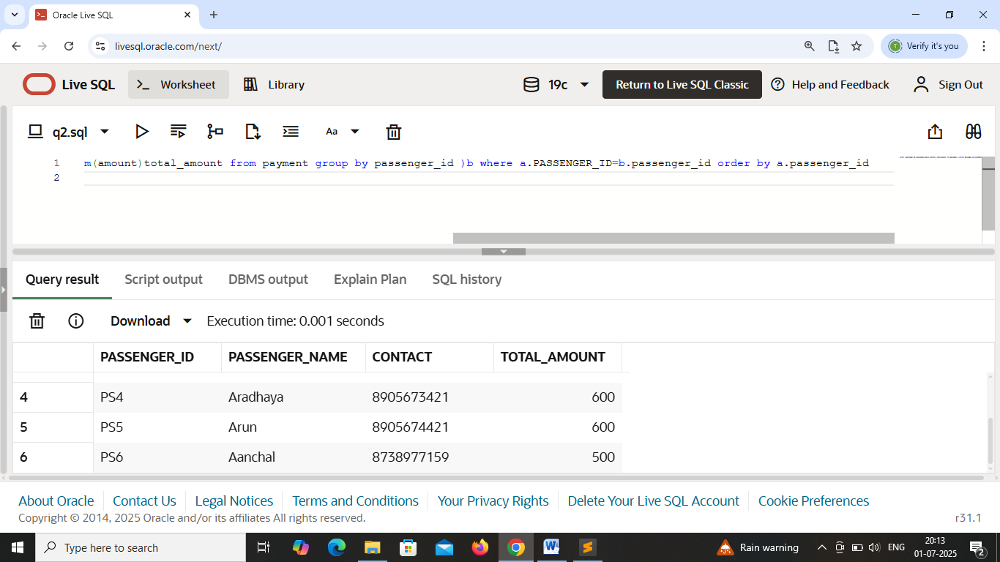 Oracle Live SQL
livesql.oracle.com/next/
T Verify it's you
Live SQL Worksheet Library 19c Return to Live SQL Classic Help and Feedback Sign Out
q2.sql Aa
1 m(amount)total_amount from payment group by passenger_id )b where a.PASSENGER_ID=b.passenger_id order by a.passenger_id
2
Query result Script output DBMS output Explain Plan SQL history
Download Execution time: 0.001 seconds
PASSENGER_ID PASSENGER_NAME CONTACT TOTAL_AMOUNT
4 PS4 Aradhaya 8905673421 600
5 PS5 Arun 8905674421 600
6 PS6 Aanchal 8738977159 500
About Oracle Contact Us Legal Notices Terms and Conditions Your Privacy Rights Delete Your Live SQL Account Cookie Preferences
Copyright © 2014, 2025 Oracle and/or its affiliates All rights reserved. r31.1
Type here to search Rain warning ENG 20:13
01-07-2025 2